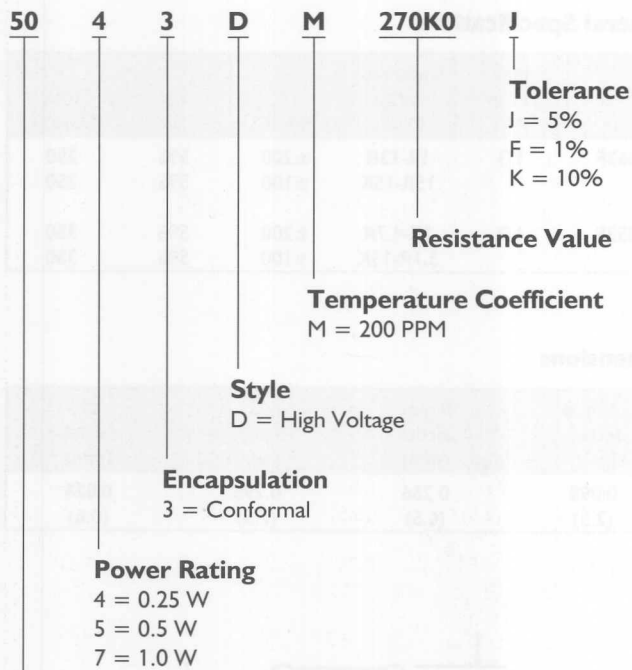 50 4 3 D M 270K0 J
Tolerance
J = 5%
F = 1%
K = 10%
Resistance Value
Temperature Coefficient
M = 200 PPM
Style
D = High Voltage
Encapsulation
3 = Conformal
Power Rating
4 = 0.25 W
5 = 0.5 W
7 = 1.0 W